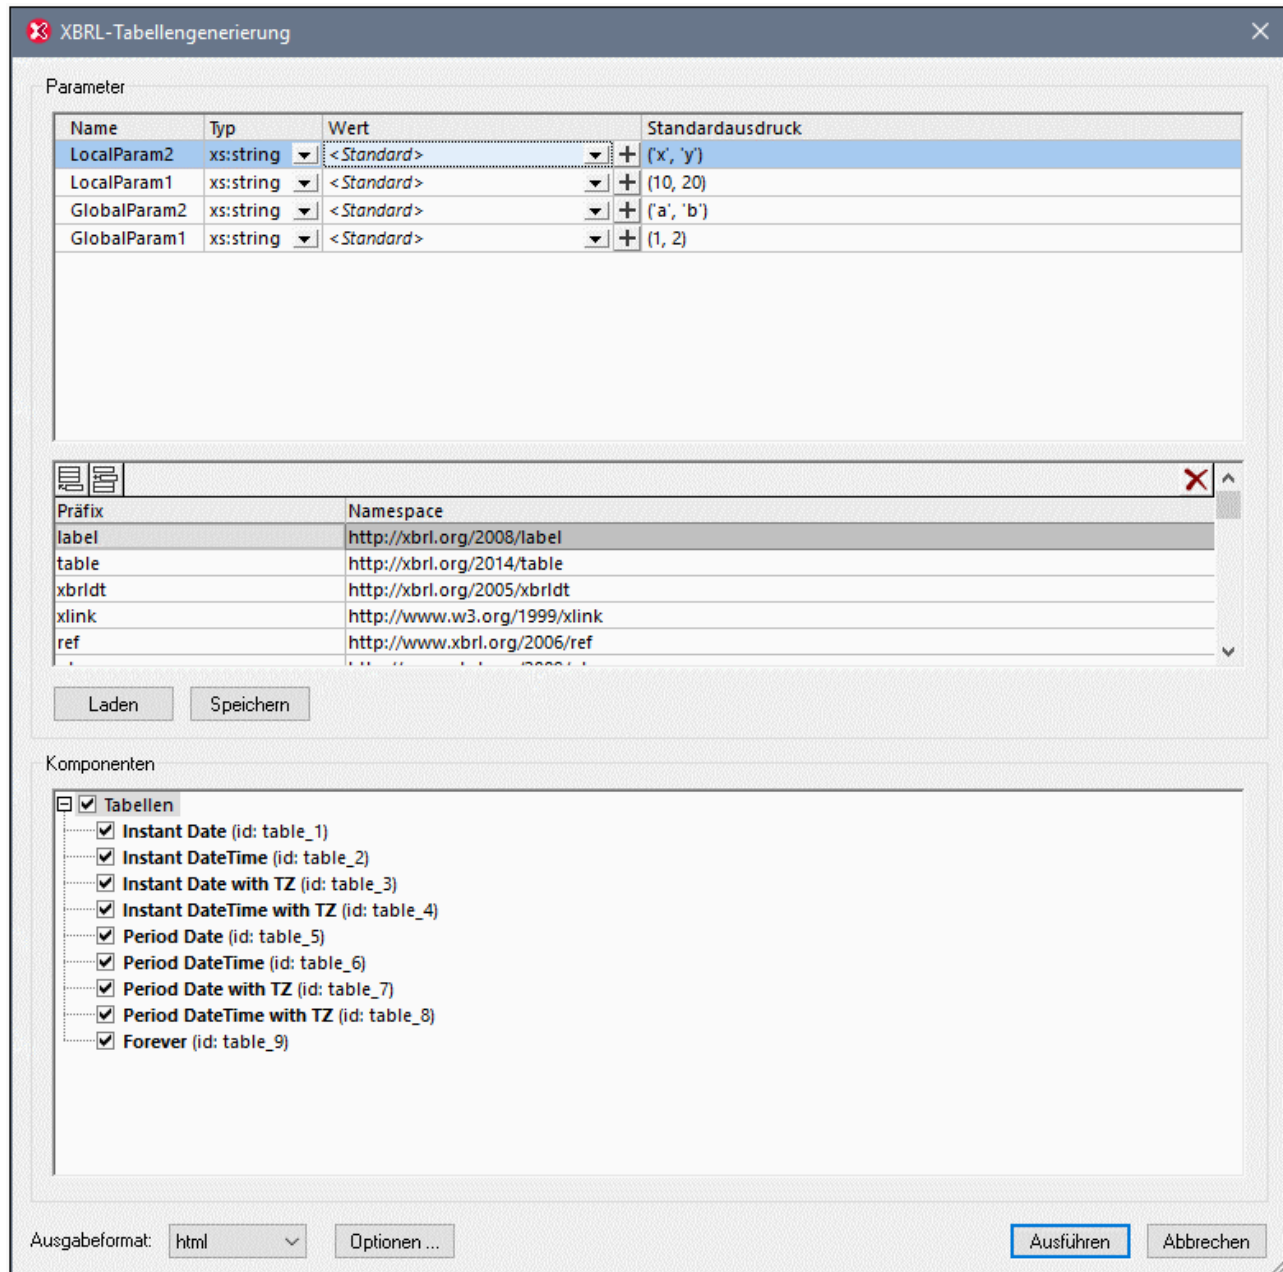 XBRL-Tabellengenerierung
Parameter
Name Typ Wert Standardausdruck
LocalParam2 xs:string <Standard> ('x', 'y')
LocalParam1 xs:string <Standard> (10, 20)
GlobalParam2 xs:string <Standard> ('a', 'b')
GlobalParam1 xs:string <Standard> (1, 2)
Präfix Namespace
label http://xbrl.org/2008/label
table http://xbrl.org/2014/table
xbrldt http://xbrl.org/2005/xbrldt
xlink http://www.w3.org/1999/xlink
ref http://www.xbrl.org/2006/ref
Laden Speichern
Komponenten
Tabellen
Instant Date (id: table_1)
Instant DateTime (id: table_2)
Instant Date with TZ (id: table_3)
Instant DateTime with TZ (id: table_4)
Period Date (id: table_5)
Period DateTime (id: table_6)
Period Date with TZ (id: table_7)
Period DateTime with TZ (id: table_8)
Forever (id: table_9)
Ausgabeformat: html Optionen ... Ausführen Abbrechen